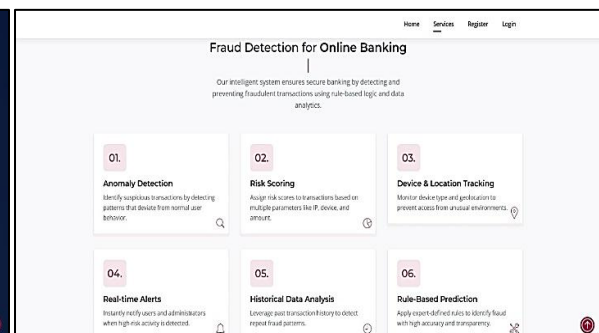 Home Services Register Login
Fraud Detection for Online Banking
Our intelligent system ensures secure banking by detecting and
preventing fraudulent transactions using rule-based logic and data
analytics.
01.
Anomaly Detection
Identify suspicious transactions by detecting
patterns that deviate from normal user
behavior.
02.
Risk Scoring
Assign risk scores to transactions based on
multiple parameters like IP, device, and
amount.
03.
Device & Location Tracking
Monitor device type and geolocation to
prevent access from unusual environments.
04.
Real-time Alerts
Instantly notify users and administrators
when high-risk activity is detected.
05.
Historical Data Analysis
Leverage past transaction history to detect
repeat fraud patterns.
06.
Rule-Based Prediction
Apply expert-defined rules to identify fraud
with high accuracy and transparency.